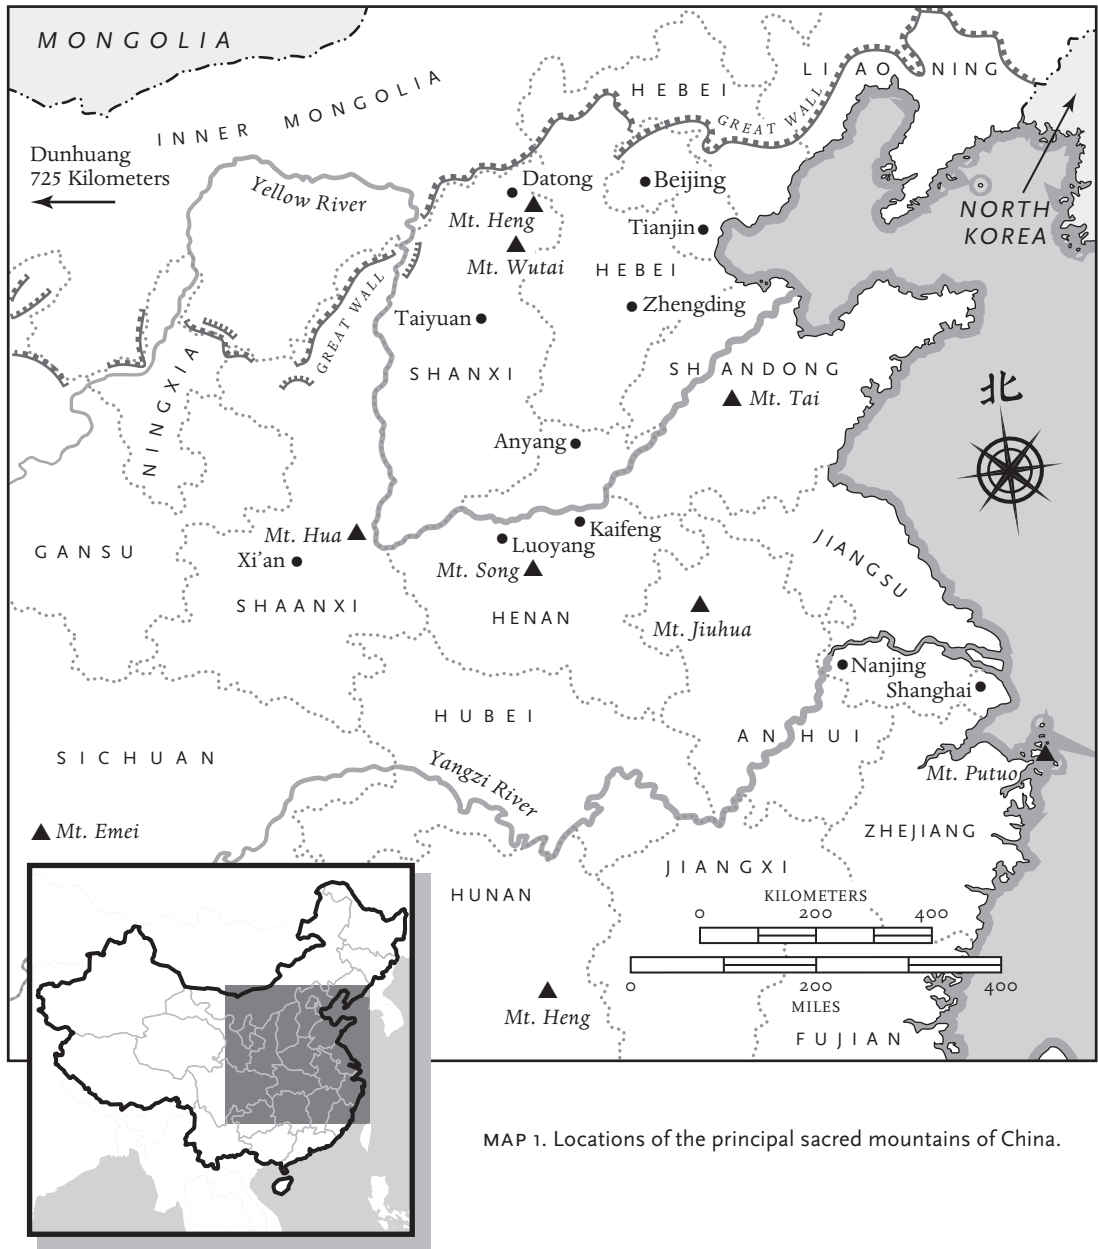 MONGOLIA
INNER MONGOLIA
HEBEI
LIAONING
GREAT WALL
Dunhuang
725 Kilometers
Yellow River
Datong
Beijing
Mt. Heng
Tianjin
NORTH
KOREA
Mt. Wutai
HEBEI
GREAT WALL
Zhengding
Taiyuan
NINGXIA
SHANXI
SHANDONG
Mt. Tai
北
Anyang
Mt. Hua
Kaifeng
Luoyang
GANSU
Xi'an
Mt. Song
JIANGSU
SHAANXI
HENAN
Mt. Jiuhua
Nanjing
Shanghai
HUBEI
ANHUI
SICHUAN
Yangzi River
Mt. Putuo
Mt. Emei
ZHEJIANG
JIANGXI
HUNAN
KILOMETERS
0 200 400
0 200 400
MILES
Mt. Heng
FUJIAN
MAP 1. Locations of the principal sacred mountains of China.